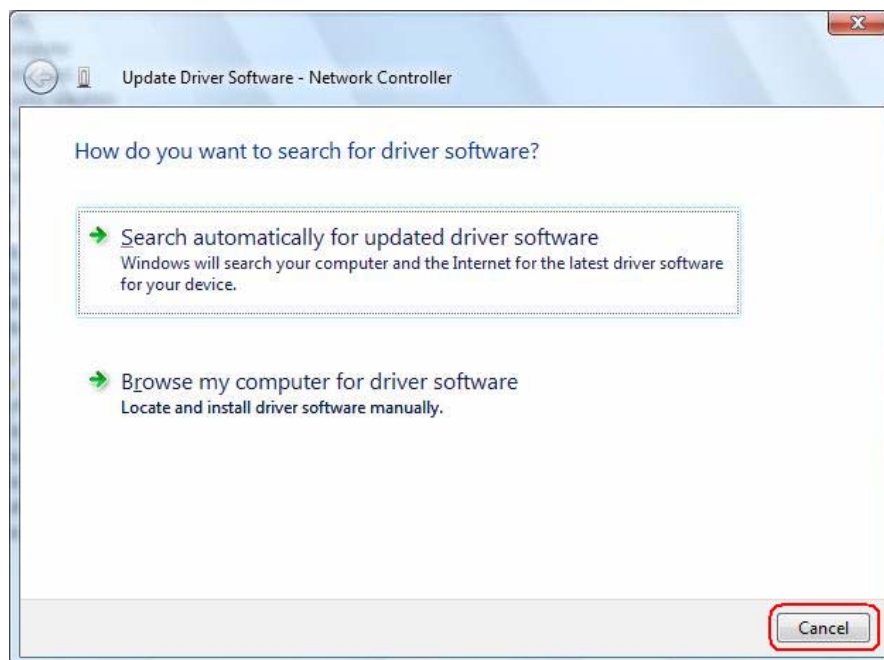 Update Driver Software - Network Controller
How do you want to search for driver software?
Search automatically for updated driver software
Windows will search your computer and the Internet for the latest driver software
for your device.
Browse my computer for driver software
Locate and install driver software manually.
Cancel